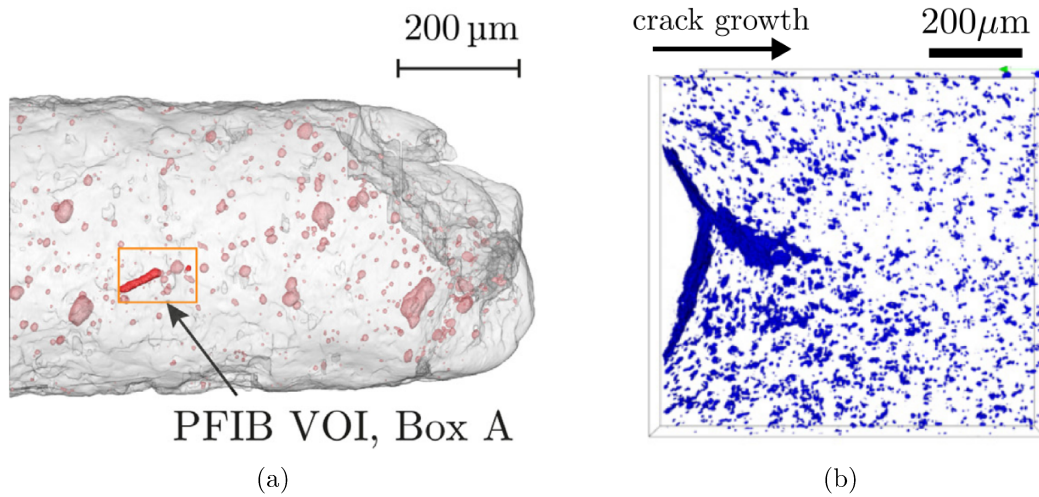 200 µm
PFIB VOI, Box A
(a)
crack growth
200µm
(b)